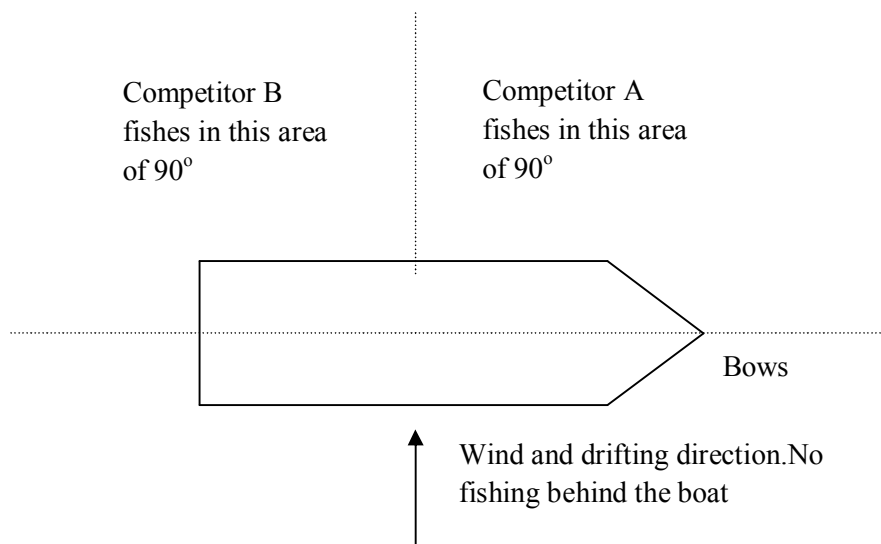 Competitor B
fishes in this area
of 90°
Competitor A
fishes in this area
of 90°
Bows
Wind and drifting direction.No
fishing behind the boat